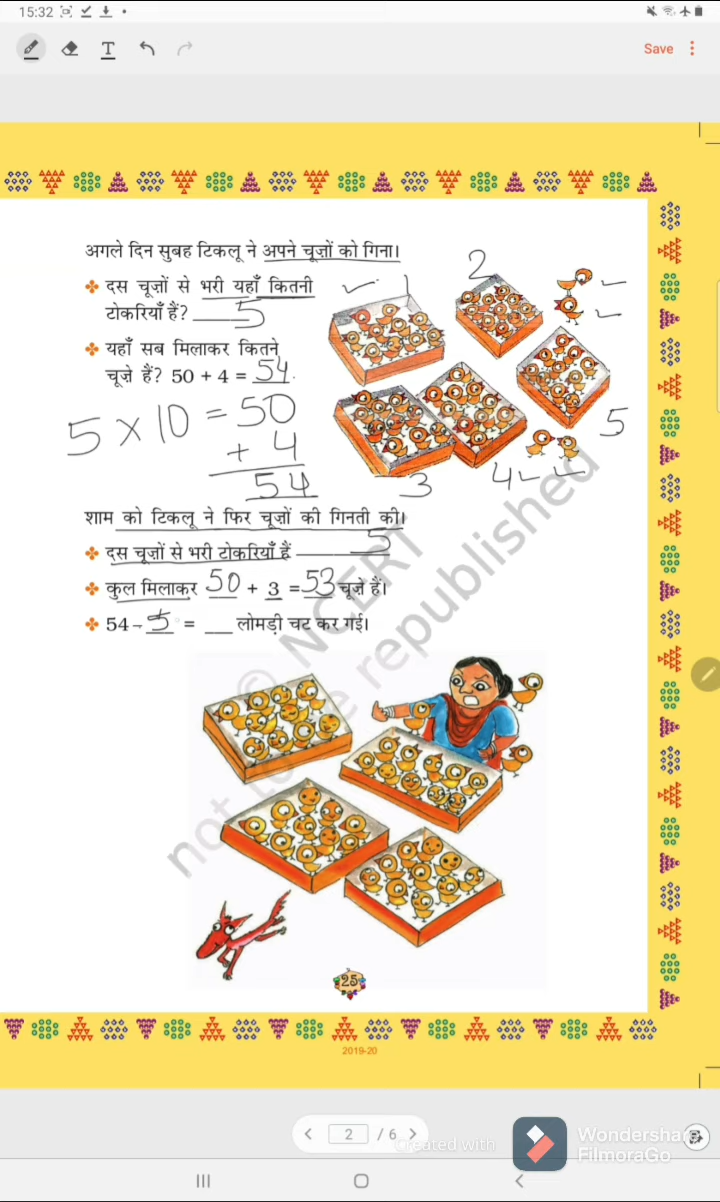 15:32
T
Save
अगले दिन सुबह टिकलू ने अपने चूज़ों को गिना।
दस चूज़ों से भरी यहाँ कितनी
टोकरियाँ हैं? 5
यहाँ सब मिलाकर कितने
चूज़े हैं? 50 + 4 = 54.
5 × 10 = 50
+ 4
54
1
2
3
4
5
शाम को टिकलू ने फिर चूज़ों की गिनती की।
दस चूज़ों से भरी टोकरियाँ हैं 5
कुल मिलाकर 50 + 3 = 53 चूज़े हैं।
54 - 5 = ___ लोमड़ी चट कर गई।
© NCERT
not to be republished
25
2019-20
2 / 6
Created with
Wondershare
FilmoraGo